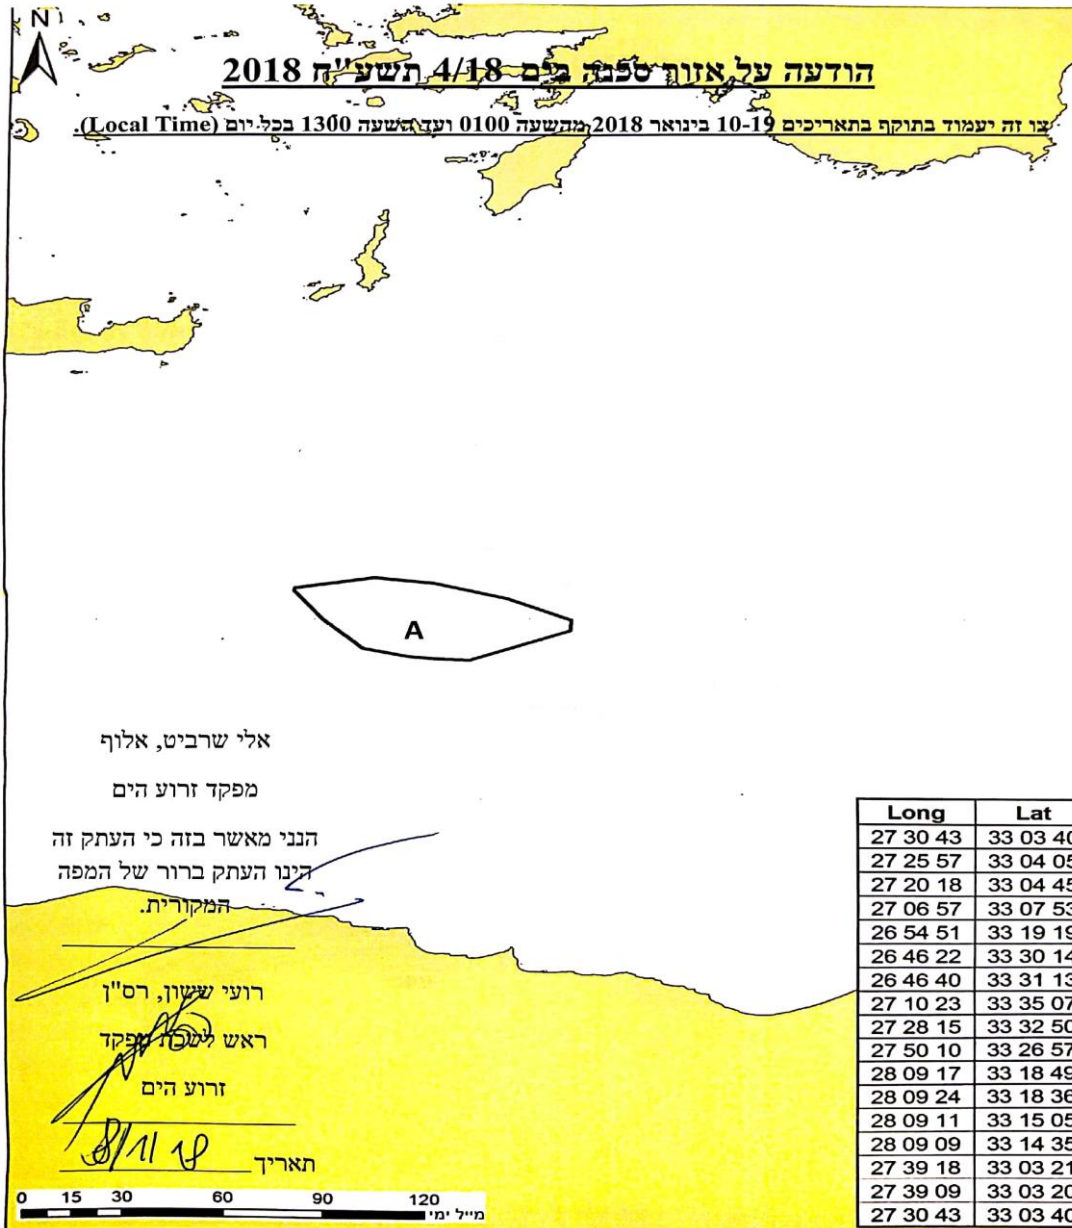 N
הודעה על אזור סכנה בים 4/18 תשע"ח 2018
צו זה יעמוד בתוקף בתאריכים 10-19 בינואר 2018 מהשעה 0100 ועד השעה 1300 בכל יום (Local Time).
A
אלי שרביט, אלוף
מפקד זרוע הים
הנני מאשר בזה כי העתק זה
הינו העתק ברור של המפה
המקורית.
רועי ששון, רס"ן
ראש לשכת מפקד
זרוע הים
תאריך 8/1/18
0 15 30 60 90 120
מייל ימי
Long Lat
27 30 43 33 03 40
27 25 57 33 04 05
27 20 18 33 04 45
27 06 57 33 07 53
26 54 51 33 19 19
26 46 22 33 30 14
26 46 40 33 31 13
27 10 23 33 35 07
27 28 15 33 32 50
27 50 10 33 26 57
28 09 17 33 18 49
28 09 24 33 18 36
28 09 11 33 15 05
28 09 09 33 14 35
27 39 18 33 03 21
27 39 09 33 03 20
27 30 43 33 03 40